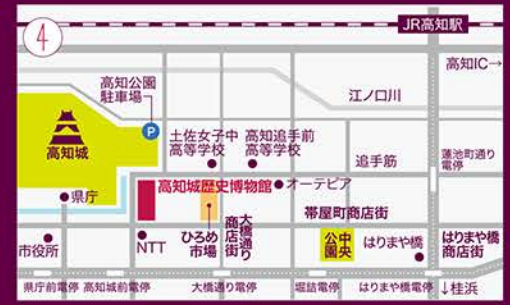 4
JR高知駅
高知IC→
高知公園
駐車場
P
江ノ口川
高知城
土佐女子中
高等学校
高知追手前
高等学校
追手筋
蓮池町通り
電停
県庁
高知城歴史博物館
オーテピア
帯屋町商店街
市役所
NTT
ひろめ
市場
大橋通り
商店街
中央
公園
はりまや橋
はりまや橋
商店街
県庁前電停
高知城前電停
大橋通り電停
堀詰電停
はりまや橋電停
↓桂浜